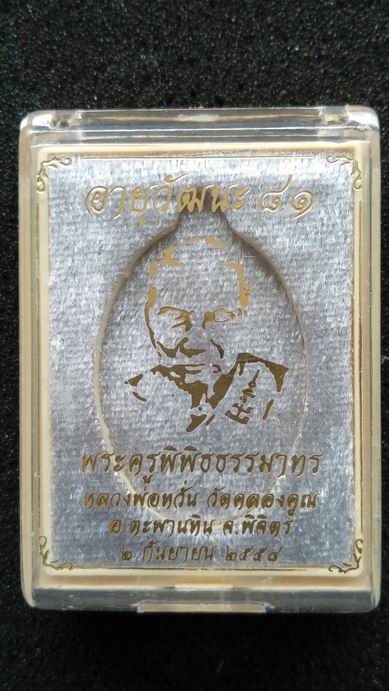 อายุวัฒนะ ๘๑
พระครูพิพิธธรรมาทร
หลวงพ่อหวั่น วัดคลองคูณ
อ.ตะพานหิน จ.พิจิตร
๒ กันยายน ๒๕๕๔